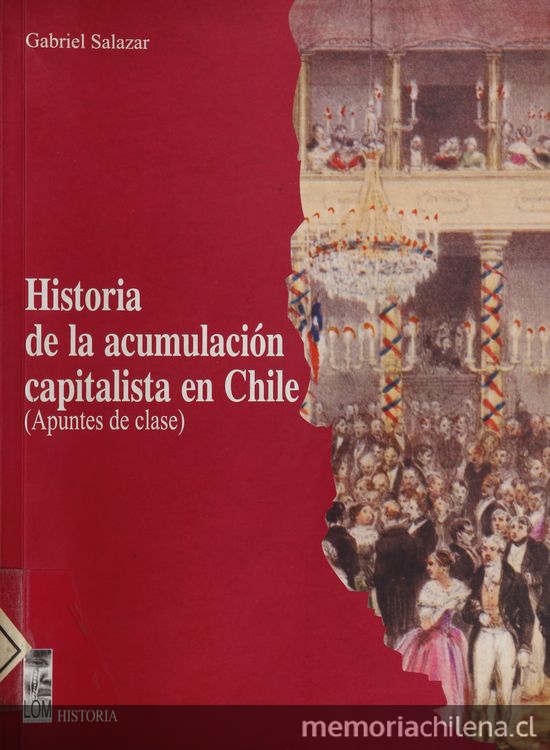 Gabriel Salazar
Historia
de la acumulación
capitalista en Chile
(Apuntes de clase)
LOM
HISTORIA
memoriachilena.cl